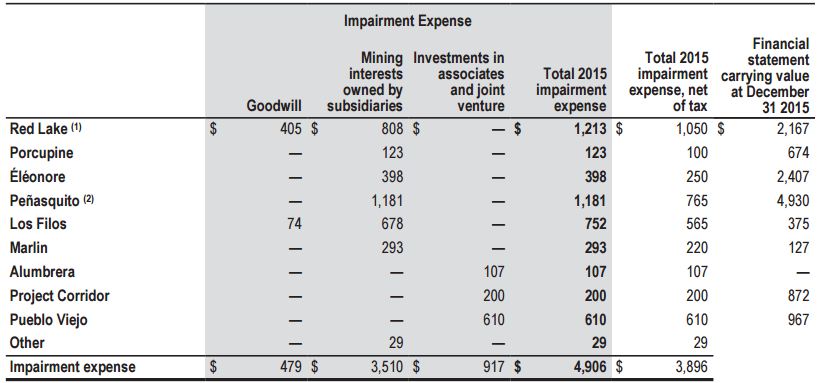 Impairment Expense
Goodwill Mining interests owned by subsidiaries Investments in associates and joint venture Total 2015 impairment expense Total 2015 impairment expense, net of tax Financial statement carrying value at December 31 2015
Red Lake (1) $ 405 $ 808 $ — $ 1,213 $ 1,050 $ 2,167
Porcupine — 123 — 123 100 674
Éléonore — 398 — 398 250 2,407
Peñasquito (2) — 1,181 — 1,181 765 4,930
Los Filos 74 678 — 752 565 375
Marlin — 293 — 293 220 127
Alumbrera — — 107 107 107 —
Project Corridor — — 200 200 200 872
Pueblo Viejo — — 610 610 610 967
Other — 29 — 29 29
Impairment expense $ 479 $ 3,510 $ 917 $ 4,906 $ 3,896